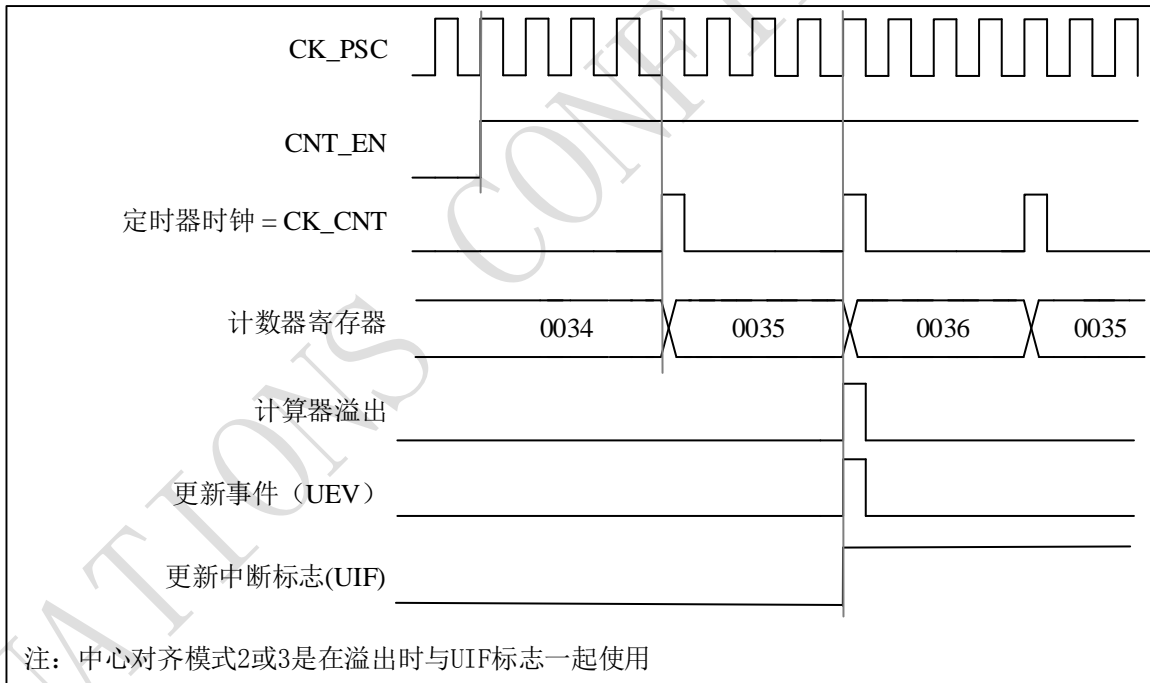 CK_PSC
CNT_EN
定时器时钟 = CK_CNT
计数器寄存器 0034 0035 0036 0035
计算器溢出
更新事件（UEV）
更新中断标志(UIF)
注：中心对齐模式2或3是在溢出时与UIF标志一起使用
NATIONS CONF